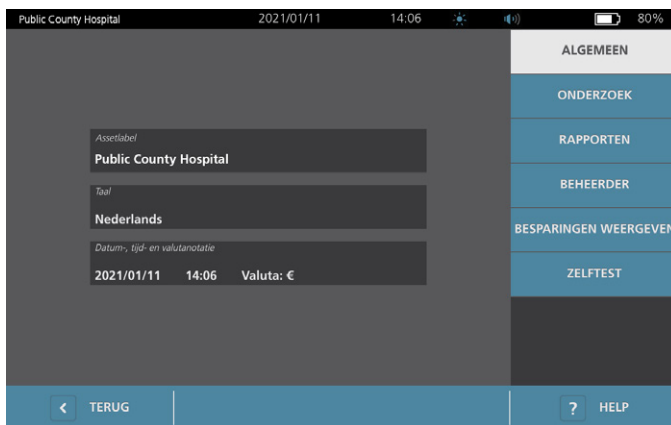 Public County Hospital 2021/01/11 14:06 80%
ALGEMEEN
ONDERZOEK
RAPPORTEN
BEHEERDER
BESPARINGEN WEERGEVEN
ZELFTEST
Assetlabel
Public County Hospital
Taal
Nederlands
Datum-, tijd- en valutanotatie
2021/01/11 14:06 Valuta: €
< TERUG
? HELP